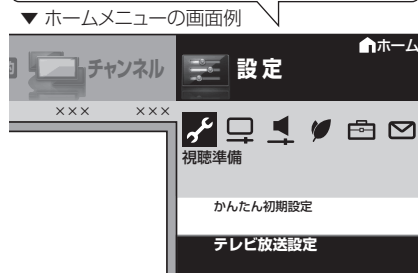 ▼ ホームメニューの画面例
ホーム
チャンネル
設定
××× ×××
視聴準備
かんたん初期設定
テレビ放送設定